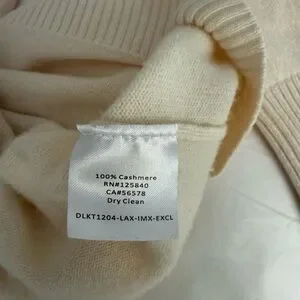 100% Cashmere
RN#125840
CA#56578
Dry Clean
DLKT1204-LAX-IMX-EXCL